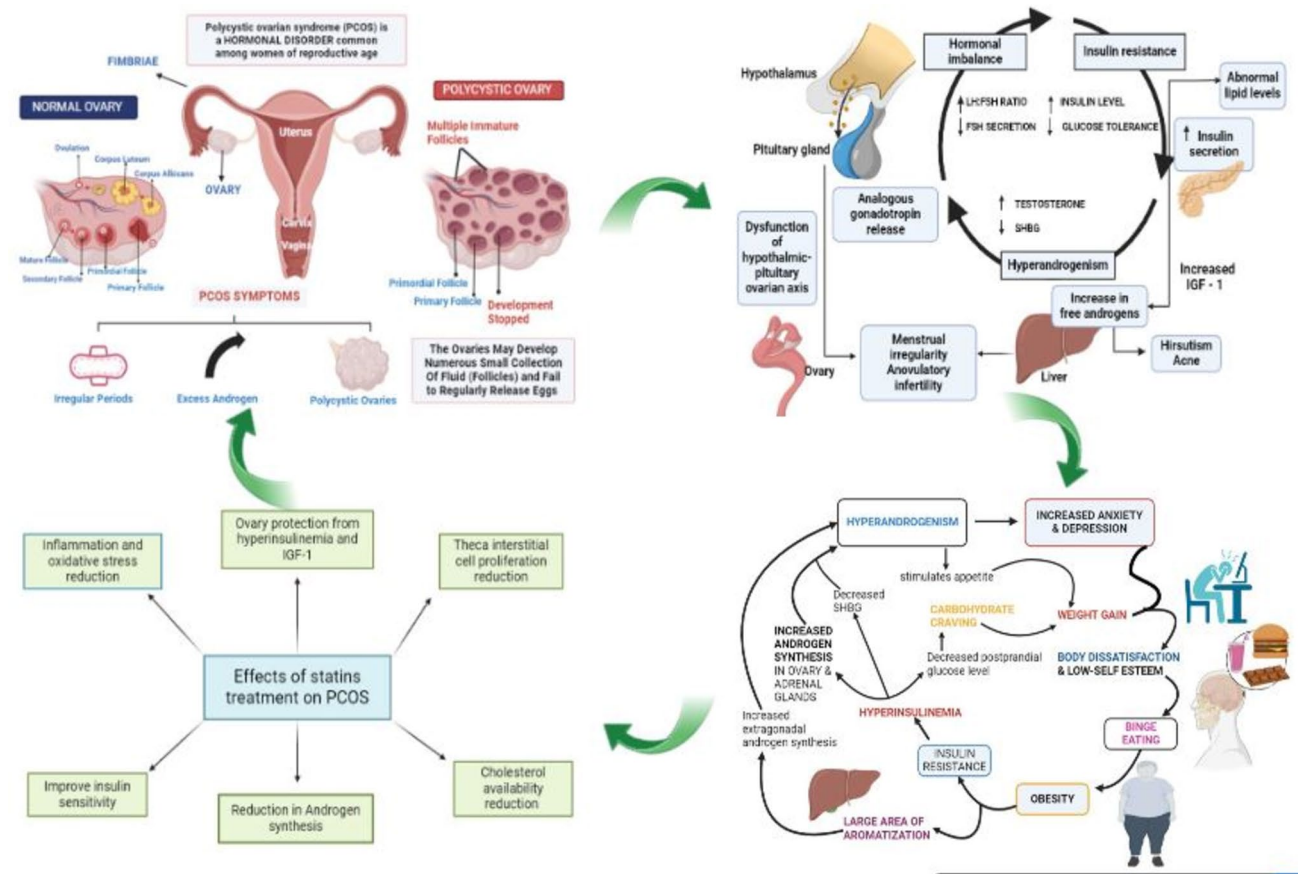 Polycystic ovarian syndrome (PCOS) is
a HORMONAL DISORDER common
among women of reproductive age
FIMBRIAE
NORMAL OVARY
POLYCYSTIC OVARY
Uterus
Multiple Immature
Follicles
Ovulation
Corpus Luteum
Corpus Albicans
OVARY
Cervix
Vagina
Mature Follicle
Secondary Follicle
Primordial Follicle
Primary Follicle
Primordial Follicle
Primary Follicle
Development
Stopped
PCOS SYMPTOMS
Irregular Periods
Excess Androgen
Polycystic Ovaries
The Ovaries May Develop
Numerous Small Collection
Of Fluid (Follicles) and Fail
to Regularly Release Eggs
Hypothalamus
Pituitary gland
Hormonal
imbalance
Insulin resistance
Abnormal
lipid levels
↑ LH:FSH RATIO
↓ FSH SECRETION
↑ INSULIN LEVEL
↓ GLUCOSE TOLERANCE
↑ Insulin
secretion
Analogous
gonadotropin
release
↑ TESTOSTERONE
↓ SHBG
Dysfunction
of
hypothalmic-
pituitary
ovarian axis
Hyperandrogenism
Increased
IGF - 1
Increase in
free androgens
Hirsutism
Acne
Menstrual
irregularity
Anovulatory
infertility
Ovary
Liver
HYPERANDROGENISM
INCREASED ANXIETY
& DEPRESSION
stimulates appetite
Decreased
SHBG
CARBOHYDRATE
CRAVING
WEIGHT GAIN
INCREASED
ANDROGEN
SYNTHESIS
IN OVARY &
ADRENAL
GLANDS
Decreased postprandial
glucose level
BODY DISSATISFACTION
& LOW-SELF ESTEEM
HYPERINSULINEMIA
Increased
extragonadal
androgen synthesis
BINGE
EATING
INSULIN
RESISTANCE
OBESITY
LARGE AREA OF
AROMATIZATION
Inflammation and
oxidative stress
reduction
Ovary protection from
hyperinsulinemia and
IGF-1
Theca interstitial
cell proliferation
reduction
Effects of statins
treatment on PCOS
Improve insulin
sensitivity
Reduction in Androgen
synthesis
Cholesterol
availability
reduction